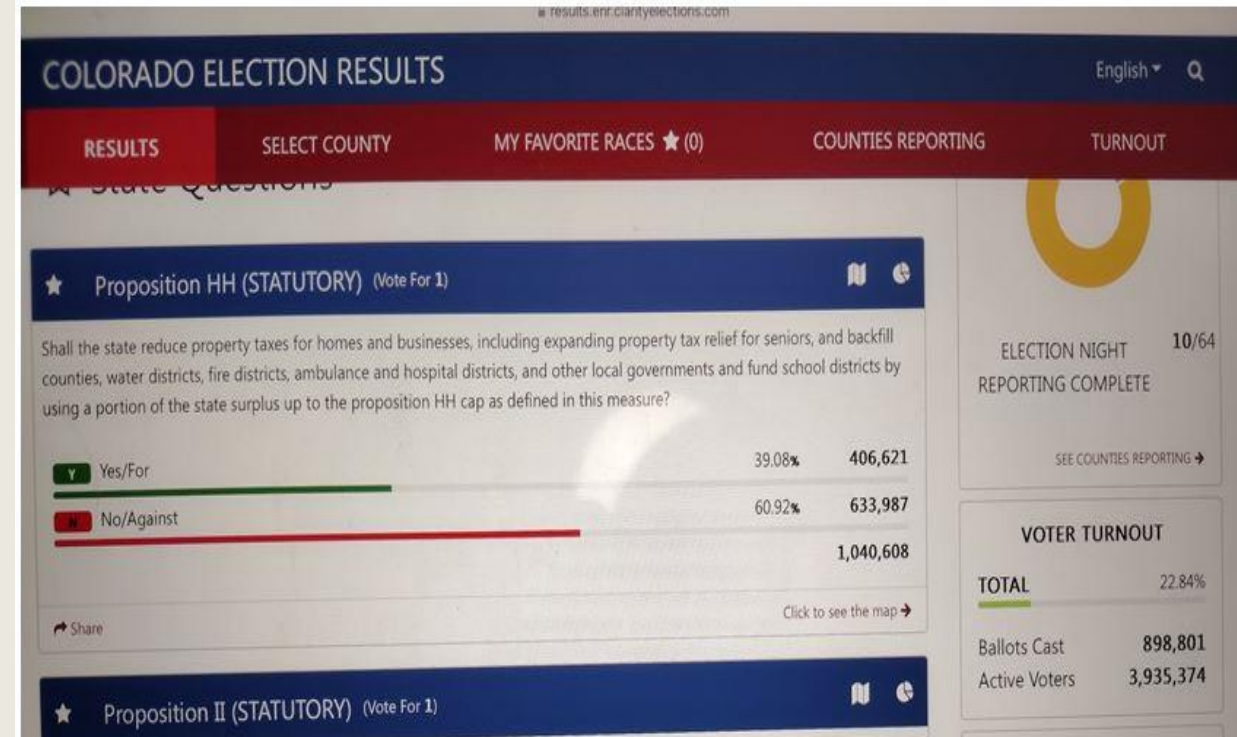 results.enr.clarityelections.com
COLORADO ELECTION RESULTS
English
RESULTS
SELECT COUNTY
MY FAVORITE RACES ★ (0)
COUNTIES REPORTING
TURNOUT
State Questions
★ Proposition HH (STATUTORY) (Vote For 1)
Shall the state reduce property taxes for homes and businesses, including expanding property tax relief for seniors, and backfill
counties, water districts, fire districts, ambulance and hospital districts, and other local governments and fund school districts by
using a portion of the state surplus up to the proposition HH cap as defined in this measure?
Y Yes/For 39.08% 406,621
N No/Against 60.92% 633,987
1,040,608
Share
Click to see the map →
★ Proposition II (STATUTORY) (Vote For 1)
ELECTION NIGHT 10/64
REPORTING COMPLETE
SEE COUNTIES REPORTING →
VOTER TURNOUT
TOTAL 22.84%
Ballots Cast 898,801
Active Voters 3,935,374